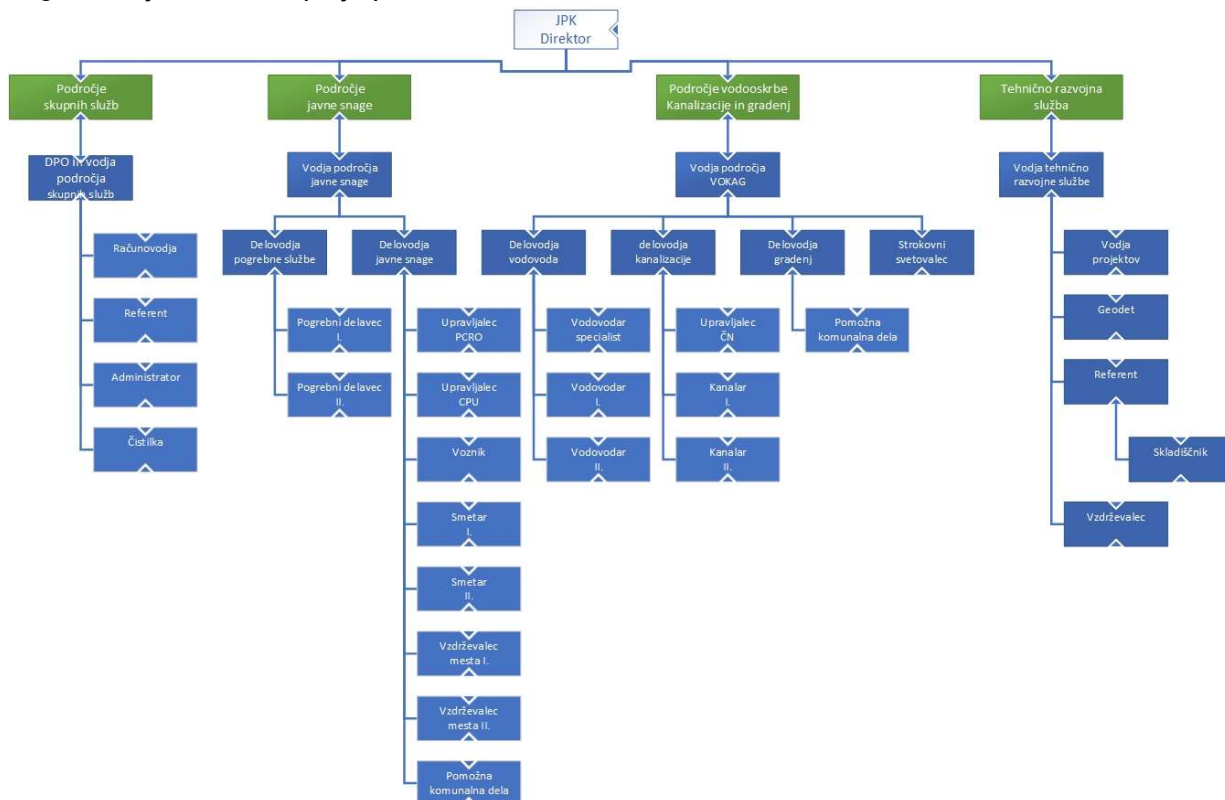 JPK
Direktor
Področje
skupnih služb
Področje
javne snage
Področje vodooskrbe
Kanalizacije in gradenj
Tehnično razvojna
služba
DPO in vodja
področja
skupnih služb
Vodja področja
javne snage
Vodja področja
VOKAG
Vodja tehnično
razvojne službe
Računovodja
Referent
Administrator
Čistilka
Delovodja
pogrebne službe
Delovodja
javne snage
Delovodja
vodovoda
delovodja
kanalizacije
Delovodja
gradenj
Strokovni
svetovalec
Pogrebni delavec
I.
Pogrebni delavec
II.
Upravljalec
PCRO
Upravljalec
CPU
Voznik
Smetar
I.
Smetar
II.
Vzdrževalec
mesta I.
Vzdrževalec
mesta II.
Pomožna
komunalna dela
Vodovodar
specialist
Vodovodar
I.
Vodovodar
II.
Upravljalec
ČN
Kanalar
I.
Kanalar
II.
Pomožna
komunalna dela
Vodja
projektov
Geodet
Referent
Skladiščnik
Vzdrževalec